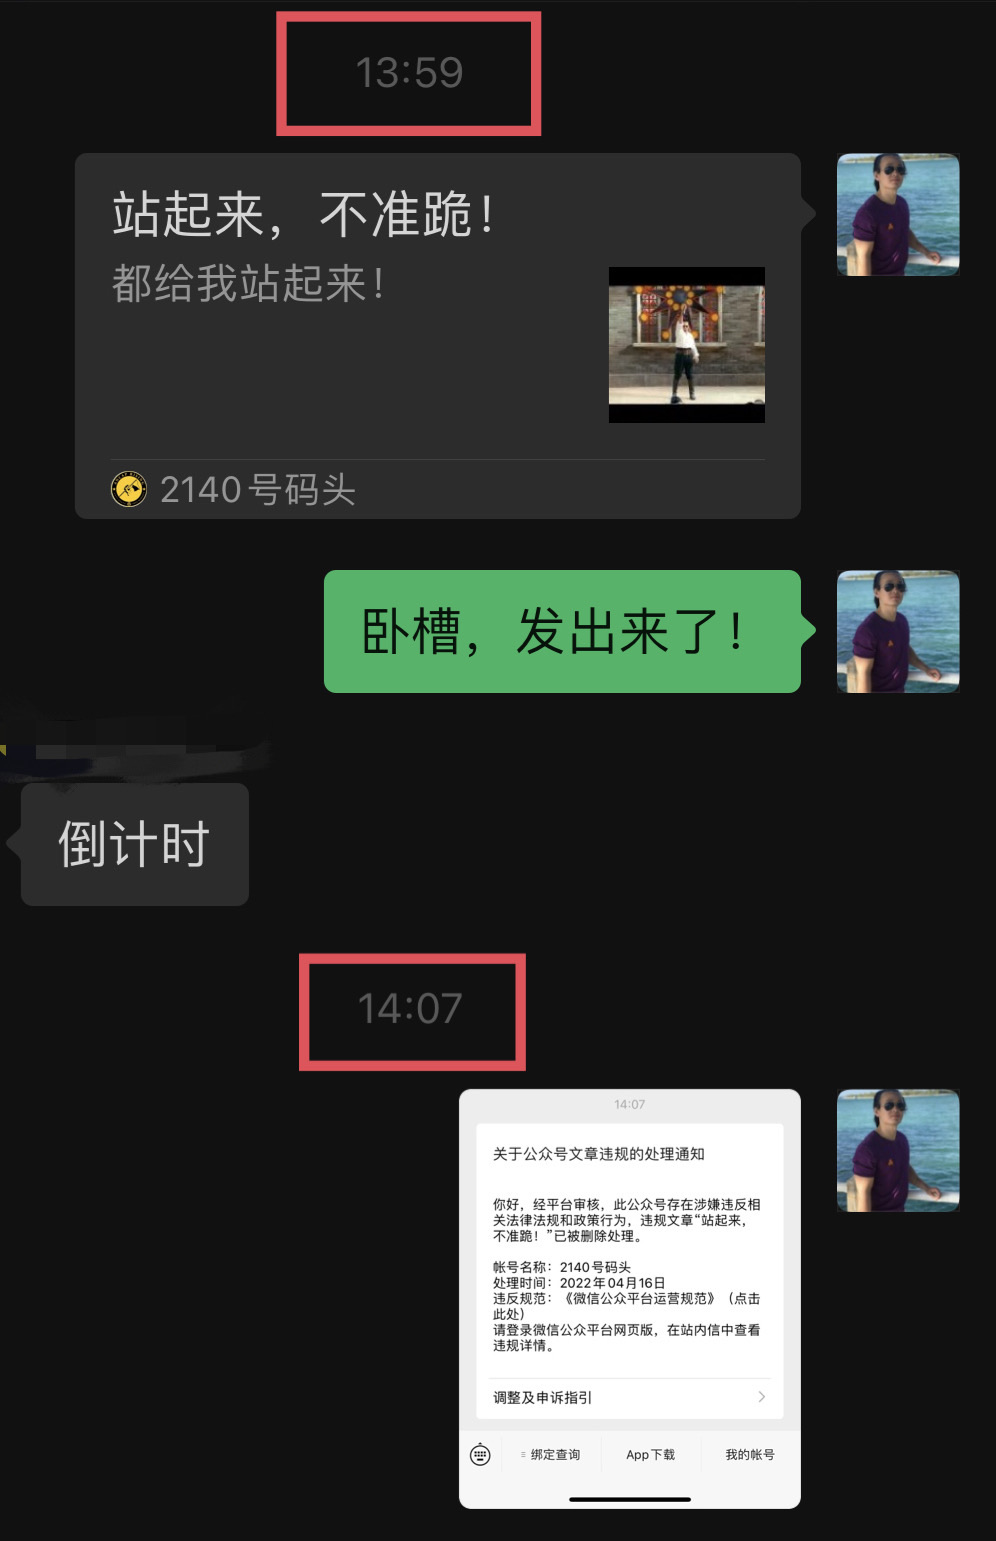 13:59
站起来，不准跪！
都给我站起来！
2140号码头
卧槽，发出来了！
倒计时
14:07
14:07
关于公众号文章违规的处理通知
你好，经平台审核，此公众号存在涉嫌违反相
关法律法规和政策行为，违规文章“站起来，
不准跪！”已被删除处理。
帐号名称：2140号码头
处理时间：2022年04月16日
违反规范：《微信公众平台运营规范》（点击
此处）
请登录微信公众平台网页版，在站内信中查看
违规详情。
调整及申诉指引
绑定查询
App下载
我的帐号